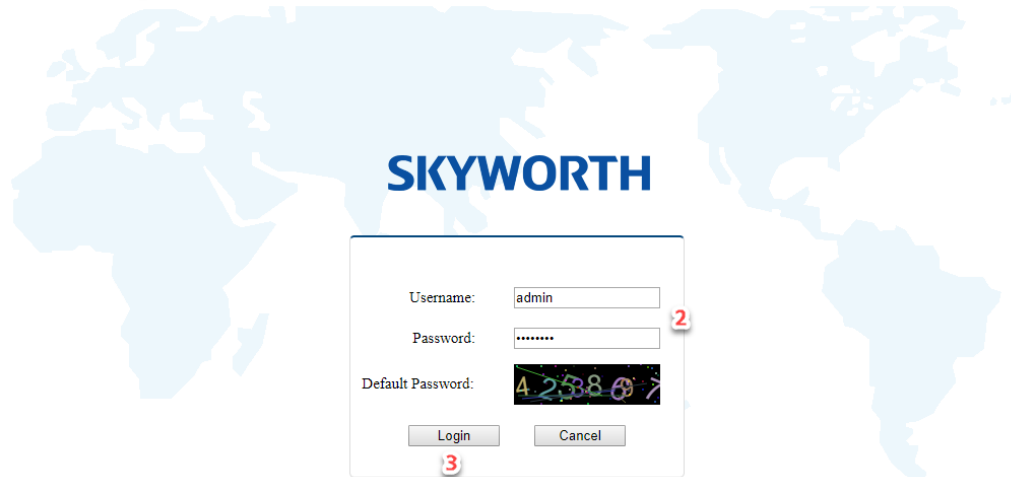 SKYWORTH
Username: admin
2
Password: ••••••••
Default Password:
Login Cancel
3